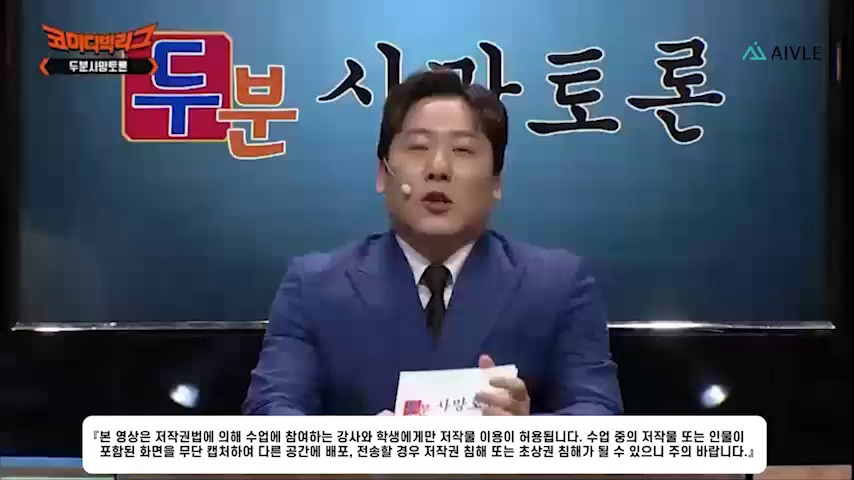 코미디빅리그
두분사망토론
AIVLE
두분 사망토론
두분 사망토
『본 영상은 저작권법에 의해 수업에 참여하는 강사와 학생에게만 저작물 이용이 허용됩니다. 수업 중의 저작물 또는 인물이
포함된 화면을 무단 캡처하여 다른 공간에 배포, 전송할 경우 저작권 침해 또는 초상권 침해가 될 수 있으니 주의 바랍니다.』